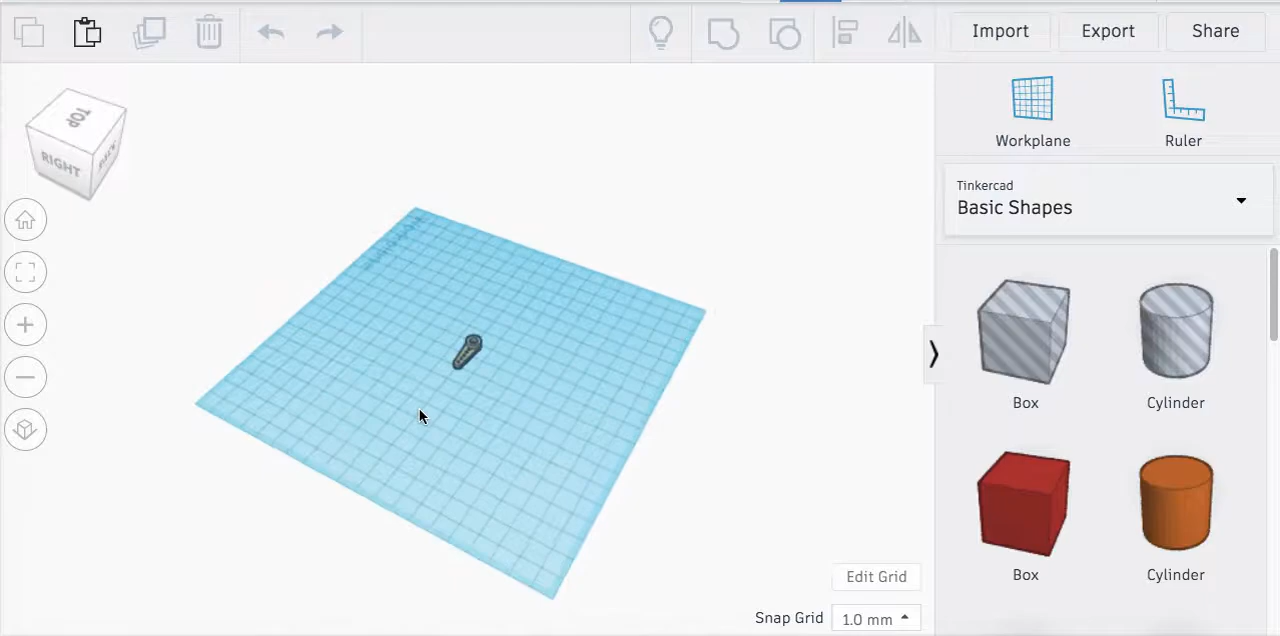 Import
Export
Share
TOP
RIGHT
BACK
Workplane
Ruler
Tinkercad
Basic Shapes
Box
Cylinder
Box
Cylinder
Edit Grid
Snap Grid
1.0 mm